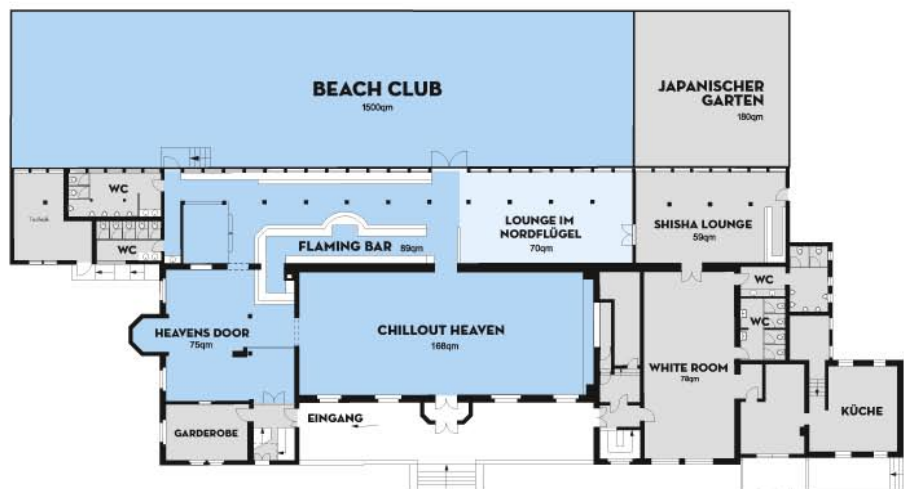 BEACH CLUB
1500qm
JAPANISCHER
GARTEN
180qm
WC
Technik
WC
FLAMING BAR 89qm
LOUNGE IM
NORDFLÜGEL
70qm
SHISHA LOUNGE
59qm
HEAVENS DOOR
75qm
CHILLOUT HEAVEN
168qm
WC
WC
WHITE ROOM
78qm
KÜCHE
GARDEROBE
EINGANG